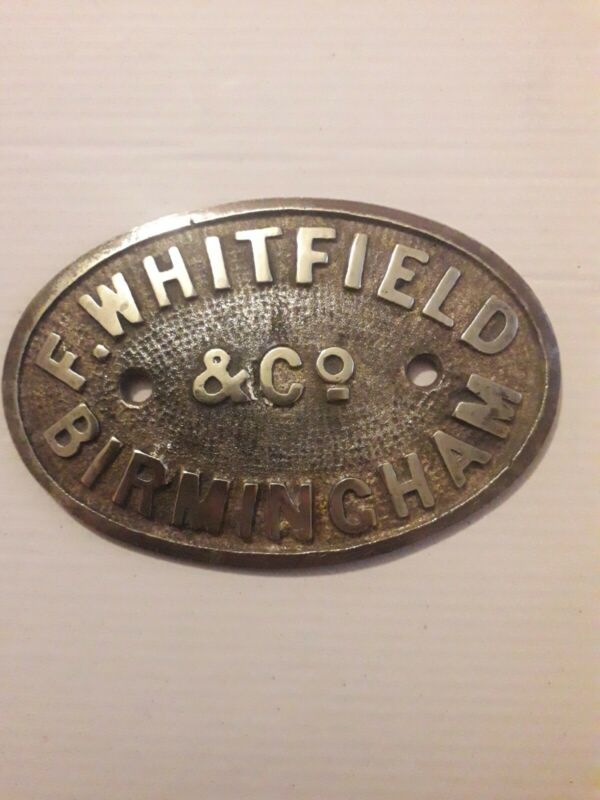 F. WHITFIELD
& Cº
BIRMINGHAM